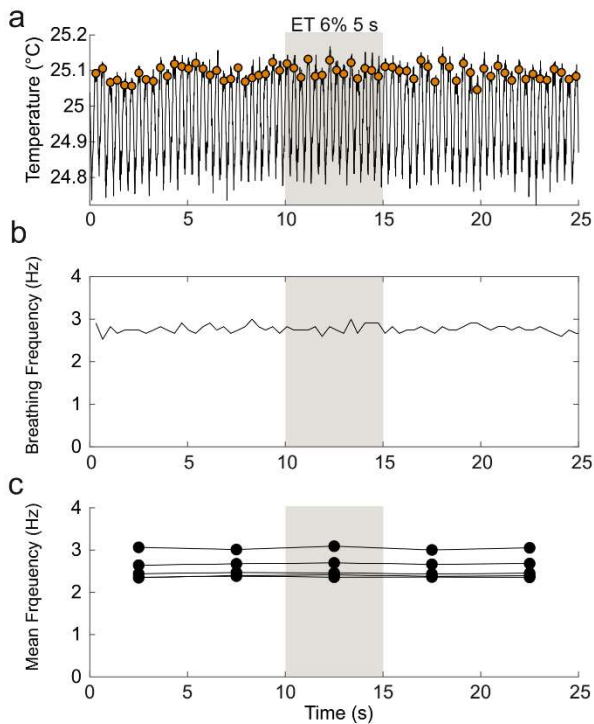 a
ET 6% 5 s
25.2
25.1
25
24.9
24.8
Temperature (°C)
0 5 10 15 20 25
b
4
3
2
1
0
Breathing Frequency (Hz)
0 5 10 15 20 25
c
4
3
2
1
0
Mean Frqeuency (Hz)
0 5 10 15 20 25
Time (s)